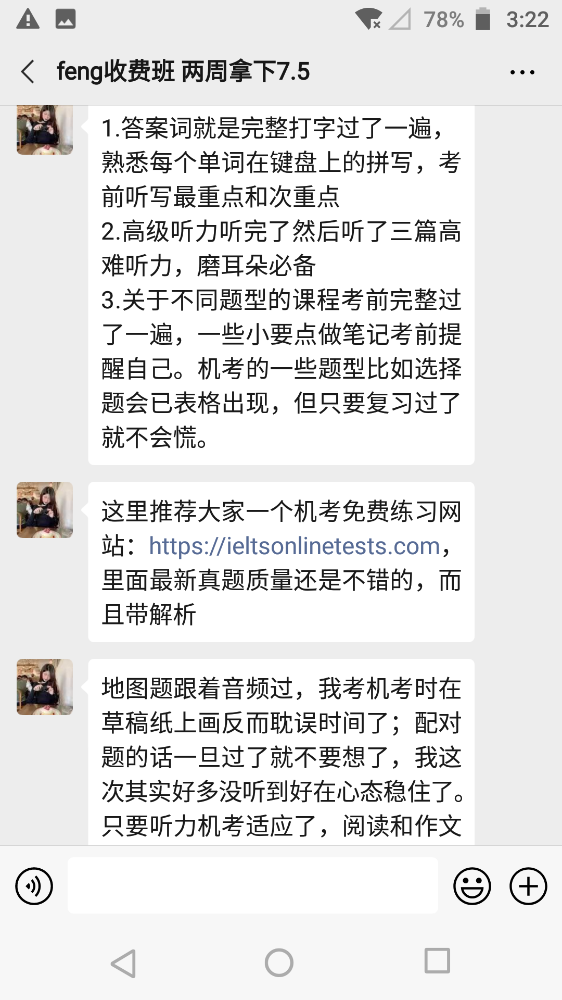 78% 3:22
feng收费班 两周拿下7.5
1.答案词就是完整打字过了一遍，
熟悉每个单词在键盘上的拼写，考
前听写最重点和次重点
2.高级听力听完了然后听了三篇高
难听力，磨耳朵必备
3.关于不同题型的课程考前完整过
了一遍，一些小要点做笔记考前提
醒自己。机考的一些题型比如选择
题会已表格出现，但只要复习过了
就不会慌。
这里推荐大家一个机考免费练习网
站：https://ieltsonlinetests.com，
里面最新真题质量还是不错的，而
且带解析
地图题跟着音频过，我考机考时在
草稿纸上画反而耽误时间了；配对
题的话一旦过了就不要想了，我这
次其实好多没听到好在心态稳住了。
只要听力机考适应了，阅读和作文